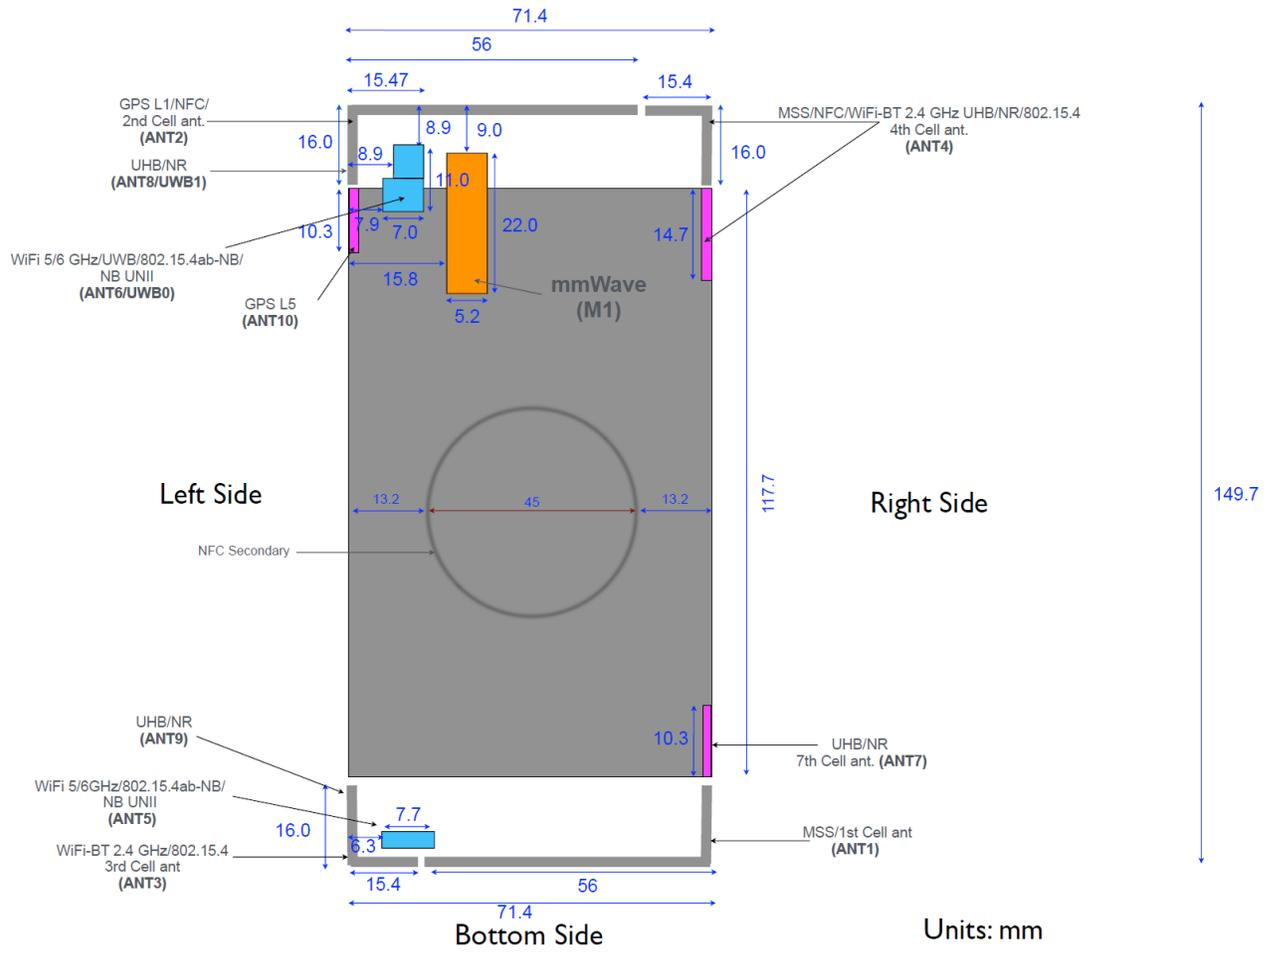 71.4
56
15.47
15.4
GPS L1/NFC/
2nd Cell ant.
(ANT2)
16.0
8.9
9.0
MSS/NFC/WiFi-BT 2.4 GHz UHB/NR/802.15.4
4th Cell ant.
(ANT4)
16.0
UHB/NR
(ANT8/UWB1)
8.9
11.0
10.3
7.9
7.0
22.0
14.7
WiFi 5/6 GHz/UWB/802.15.4ab-NB/
NB UNII
(ANT6/UWB0)
15.8
mmWave
(M1)
GPS L5
(ANT10)
5.2
Left Side
13.2
45
13.2
117.7
Right Side
149.7
NFC Secondary
UHB/NR
(ANT9)
10.3
UHB/NR
7th Cell ant. (ANT7)
WiFi 5/6GHz/802.15.4ab-NB/
NB UNII
(ANT5)
7.7
16.0
6.3
MSS/1st Cell ant
(ANT1)
WiFi-BT 2.4 GHz/802.15.4
3rd Cell ant
(ANT3)
15.4
56
71.4
Bottom Side
Units: mm